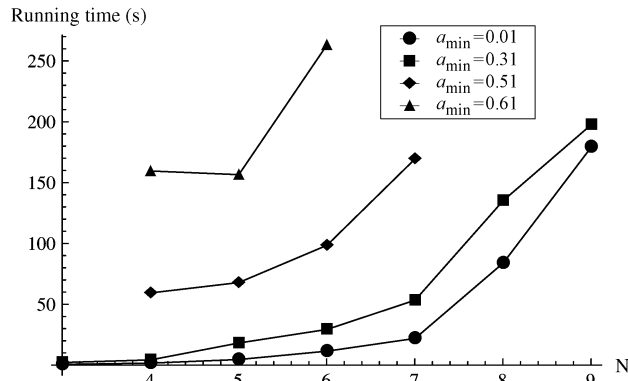 Running time (s)
a_min=0.01
a_min=0.31
a_min=0.51
a_min=0.61
250
200
150
100
50
4 5 6 7 8 9 N